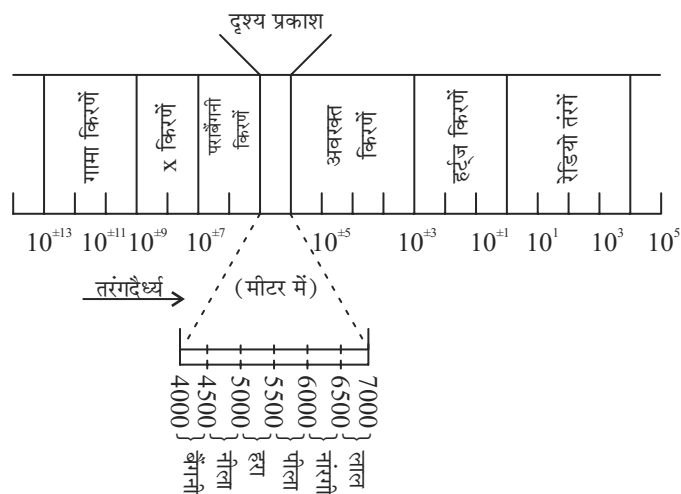 दृश्य प्रकाश
गामा किरणें
x किरणें
पराबैंगनी
किरणें
अवरक्त
किरणें
हर्ट्ज किरणें
रेडियो तंरगें
10±13 10±11 10±9 10±7 10±5 10±3 10±1 10¹ 10³ 10⁵
तरंगदैर्ध्य
(मीटर में)
4000 4500 5000 5500 6000 6500 7000
बैंगनी नीला हरा पीला नारंगी लाल